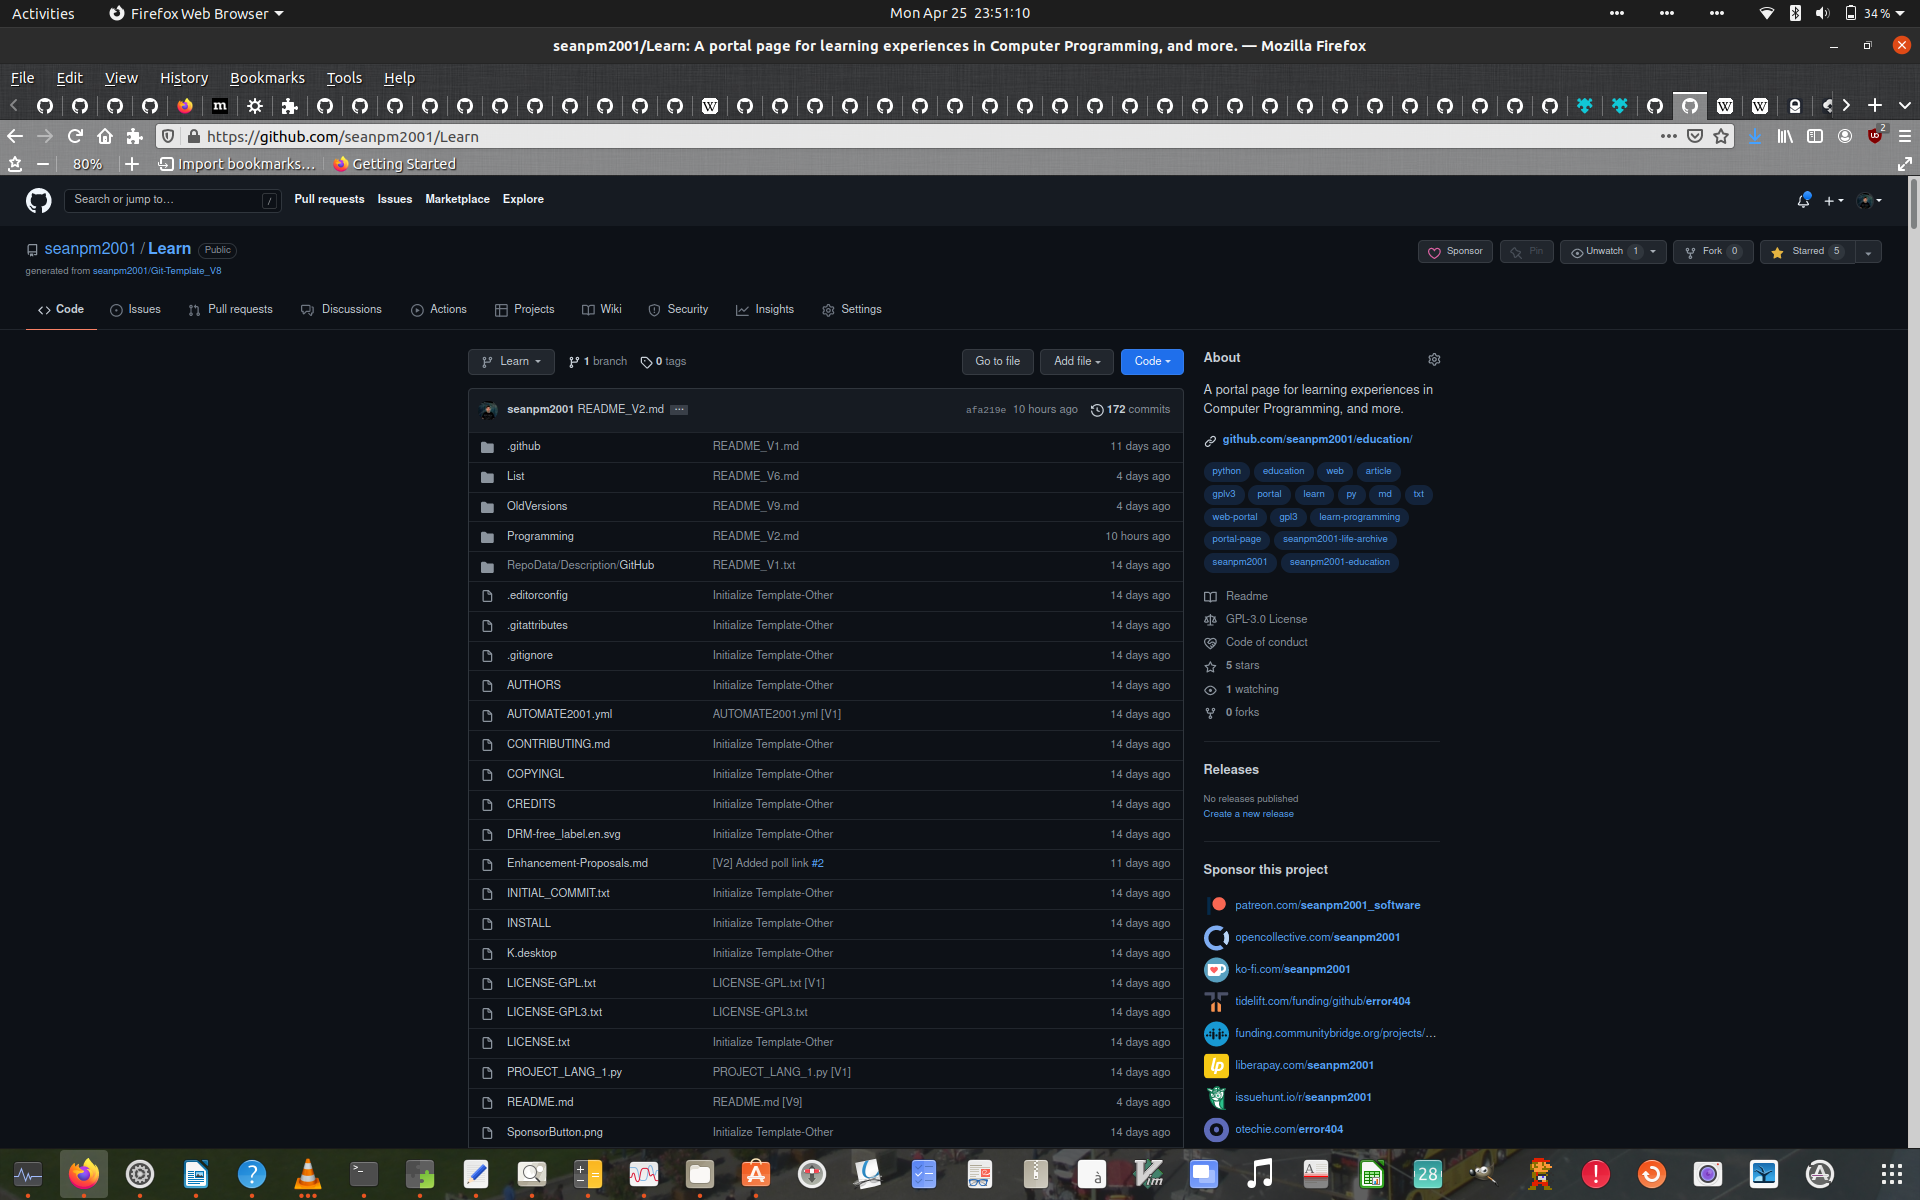 Activities Firefox Web Browser Mon Apr 25 23:51:10 34 %
seanpm2001/Learn: A portal page for learning experiences in Computer Programming, and more. — Mozilla Firefox
File Edit View History Bookmarks Tools Help
https://github.com/seanpm2001/Learn 2
80% Import bookmarks... Getting Started
Search or jump to... / Pull requests Issues Marketplace Explore
seanpm2001 / Learn Public Sponsor Pin Unwatch 1 Fork 0 Starred 5
generated from seanpm2001/Git-Template_V8
Code Issues Pull requests Discussions Actions Projects Wiki Security Insights Settings
Learn 1 branch 0 tags Go to file Add file Code
seanpm2001 README_V2.md afa219e 10 hours ago 172 commits
.github README_V1.md 11 days ago
List README_V6.md 4 days ago
OldVersions README_V9.md 4 days ago
Programming README_V2.md 10 hours ago
RepoData/Description/GitHub README_V1.txt 14 days ago
.editorconfig Initialize Template-Other 14 days ago
.gitattributes Initialize Template-Other 14 days ago
.gitignore Initialize Template-Other 14 days ago
AUTHORS Initialize Template-Other 14 days ago
AUTOMATE2001.yml AUTOMATE2001.yml [V1] 14 days ago
CONTRIBUTING.md Initialize Template-Other 14 days ago
COPYINGL Initialize Template-Other 14 days ago
CREDITS Initialize Template-Other 14 days ago
DRM-free_label.en.svg Initialize Template-Other 14 days ago
Enhancement-Proposals.md [V2] Added poll link #2 11 days ago
INITIAL_COMMIT.txt Initialize Template-Other 14 days ago
INSTALL Initialize Template-Other 14 days ago
K.desktop Initialize Template-Other 14 days ago
LICENSE-GPL.txt LICENSE-GPL.txt [V1] 14 days ago
LICENSE-GPL3.txt LICENSE-GPL3.txt 14 days ago
LICENSE.txt Initialize Template-Other 14 days ago
PROJECT_LANG_1.py PROJECT_LANG_1.py [V1] 14 days ago
README.md README.md [V9] 4 days ago
SponsorButton.png Initialize Template-Other 14 days ago
About
A portal page for learning experiences in
Computer Programming, and more.
github.com/seanpm2001/education/
python education web article
gplv3 portal learn py md txt
web-portal gpl3 learn-programming
portal-page seanpm2001-life-archive
seanpm2001 seanpm2001-education
Readme
GPL-3.0 License
Code of conduct
5 stars
1 watching
0 forks
Releases
No releases published
Create a new release
Sponsor this project
patreon.com/seanpm2001_software
opencollective.com/seanpm2001
ko-fi.com/seanpm2001
tidelift.com/funding/github/error404
funding.communitybridge.org/projects/...
liberapay.com/seanpm2001
issuehunt.io/r/seanpm2001
otechie.com/error404
28